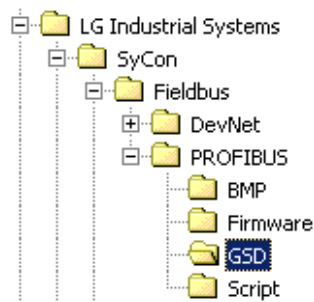 LG Industrial Systems
SyCon
Fieldbus
DevNet
PROFIBUS
BMP
Firmware
GSD
Script